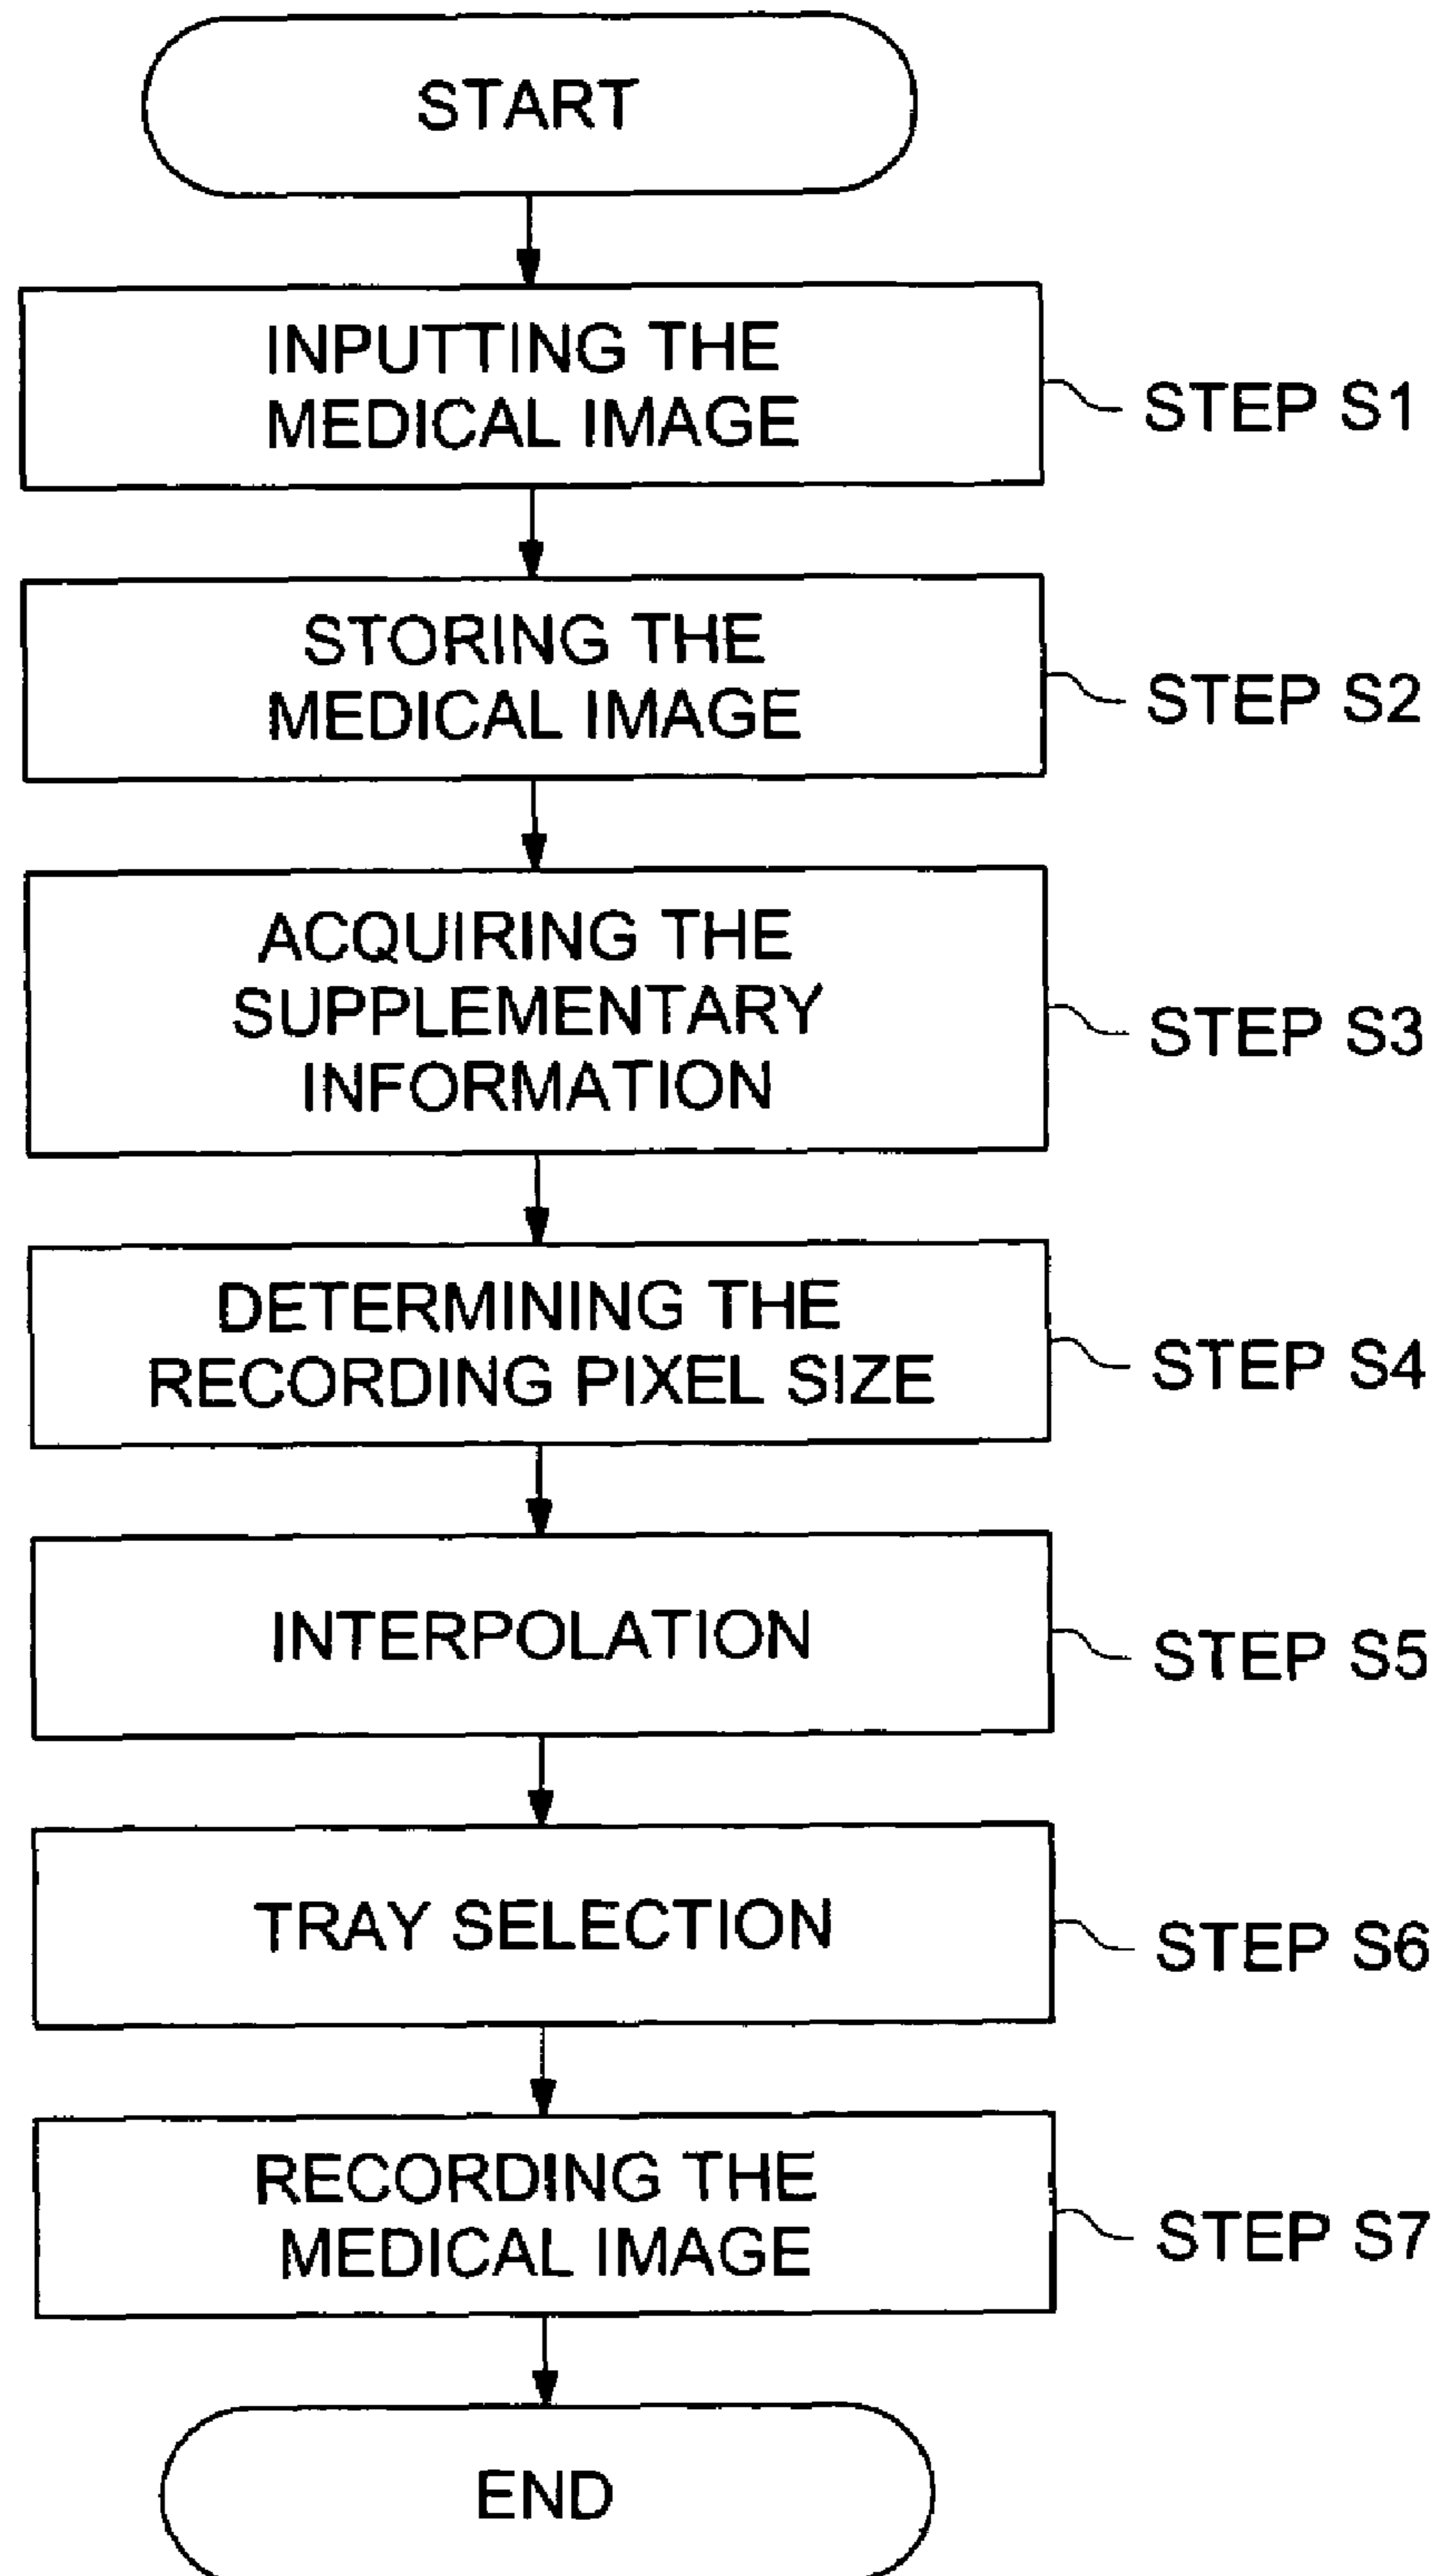 START
INPUTTING THE
MEDICAL IMAGE
STEP S1
STORING THE
MEDICAL IMAGE
STEP S2
ACQUIRING THE
SUPPLEMENTARY
INFORMATION
STEP S3
DETERMINING THE
RECORDING PIXEL SIZE
STEP S4
INTERPOLATION
STEP S5
TRAY SELECTION
STEP S6
RECORDING THE
MEDICAL IMAGE
STEP S7
END